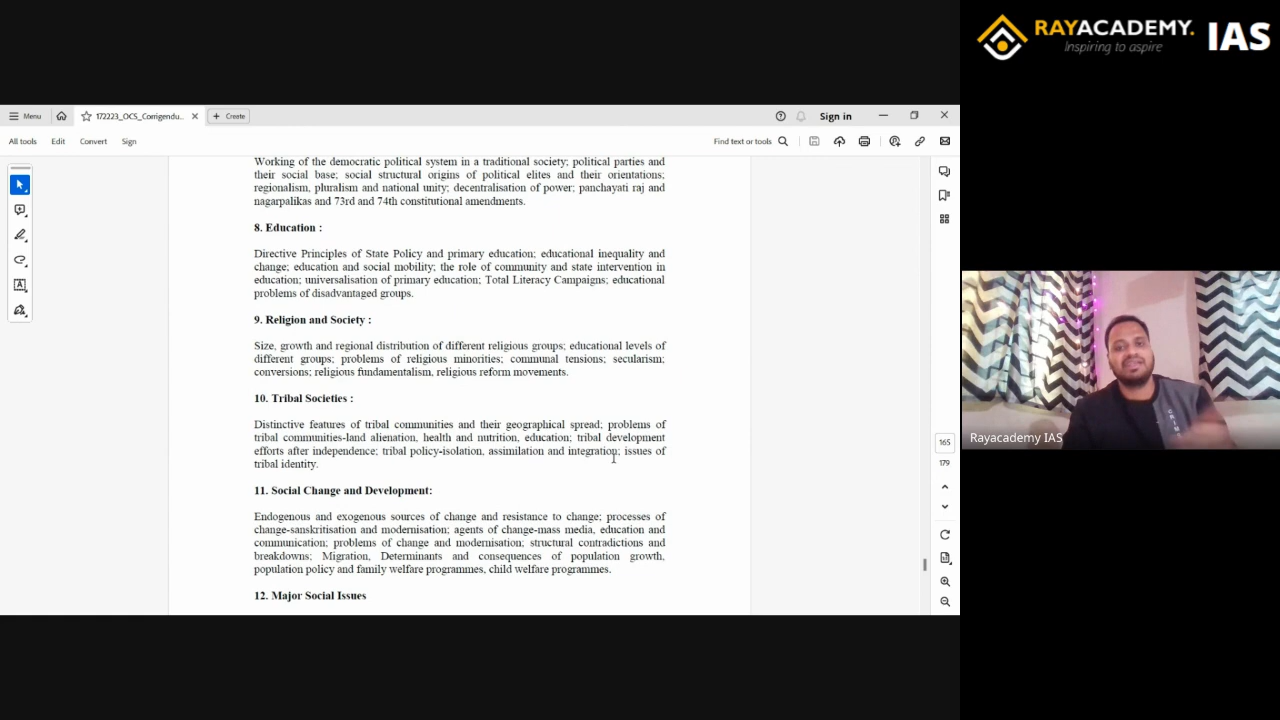 RAYACADEMY. IAS
Inspiring to aspire
Menu
172223_OCS_Corrigendu..
Create
Sign in
All tools
Edit
Convert
Sign
Find text or tools
Working of the democratic political system in a traditional society; political parties and
their social base; social structural origins of political elites and their orientations;
regionalism, pluralism and national unity; decentralisation of power; panchayati raj and
nagarpalikas and 73rd and 74th constitutional amendments.
8. Education :
Directive Principles of State Policy and primary education; educational inequality and
change; education and social mobility; the role of community and state intervention in
education; universalisation of primary education; Total Literacy Campaigns; educational
problems of disadvantaged groups.
9. Religion and Society :
Size, growth and regional distribution of different religious groups; educational levels of
different groups; problems of religious minorities; communal tensions; secularism;
conversions; religious fundamentalism, religious reform movements.
10. Tribal Societies :
Distinctive features of tribal communities and their geographical spread; problems of
tribal communities-land alienation, health and nutrition, education; tribal development
efforts after independence; tribal policy-isolation, assimilation and integration; issues of
tribal identity.
11. Social Change and Development:
Endogenous and exogenous sources of change and resistance to change; processes of
change-sanskritisation and modernisation; agents of change-mass media, education and
communication; problems of change and modernisation; structural contradictions and
breakdowns; Migration, Determinants and consequences of population growth,
population policy and family welfare programmes, child welfare programmes.
12. Major Social Issues
165
179
Rayacademy IAS